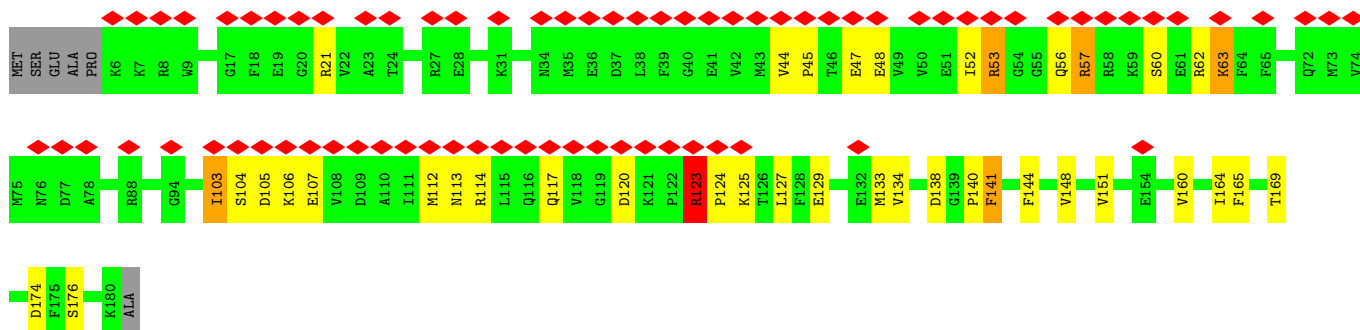 MET SER GLU ALA PRO K6 K7 R8 W9 G17 F18 E19 G20 R21 V22 A23 T24 R27 E28 K31 N34 M35 E36 D37 L38 F39 G40 E41 V42 M43 V44 P45 T46 E47 E48 V49 V50 E51 I52 R53 G54 G55 Q56 R57 R58 K59 S60 E61 R62 K63 F64 F65 Q72 M73 V74
M75 N76 D77 A78 R88 G94 I103 S104 D105 K106 E107 V108 D109 A110 I111 M112 N113 R114 L115 Q116 Q117 V118 G119 D120 K121 P122 R123 P124 K125 T126 L127 F128 E129 E132 M133 V134 D138 G139 P140 F141 F144 V148 V151 E154 V160 I164 F165 T169
D174 F175 S176 K180 ALA